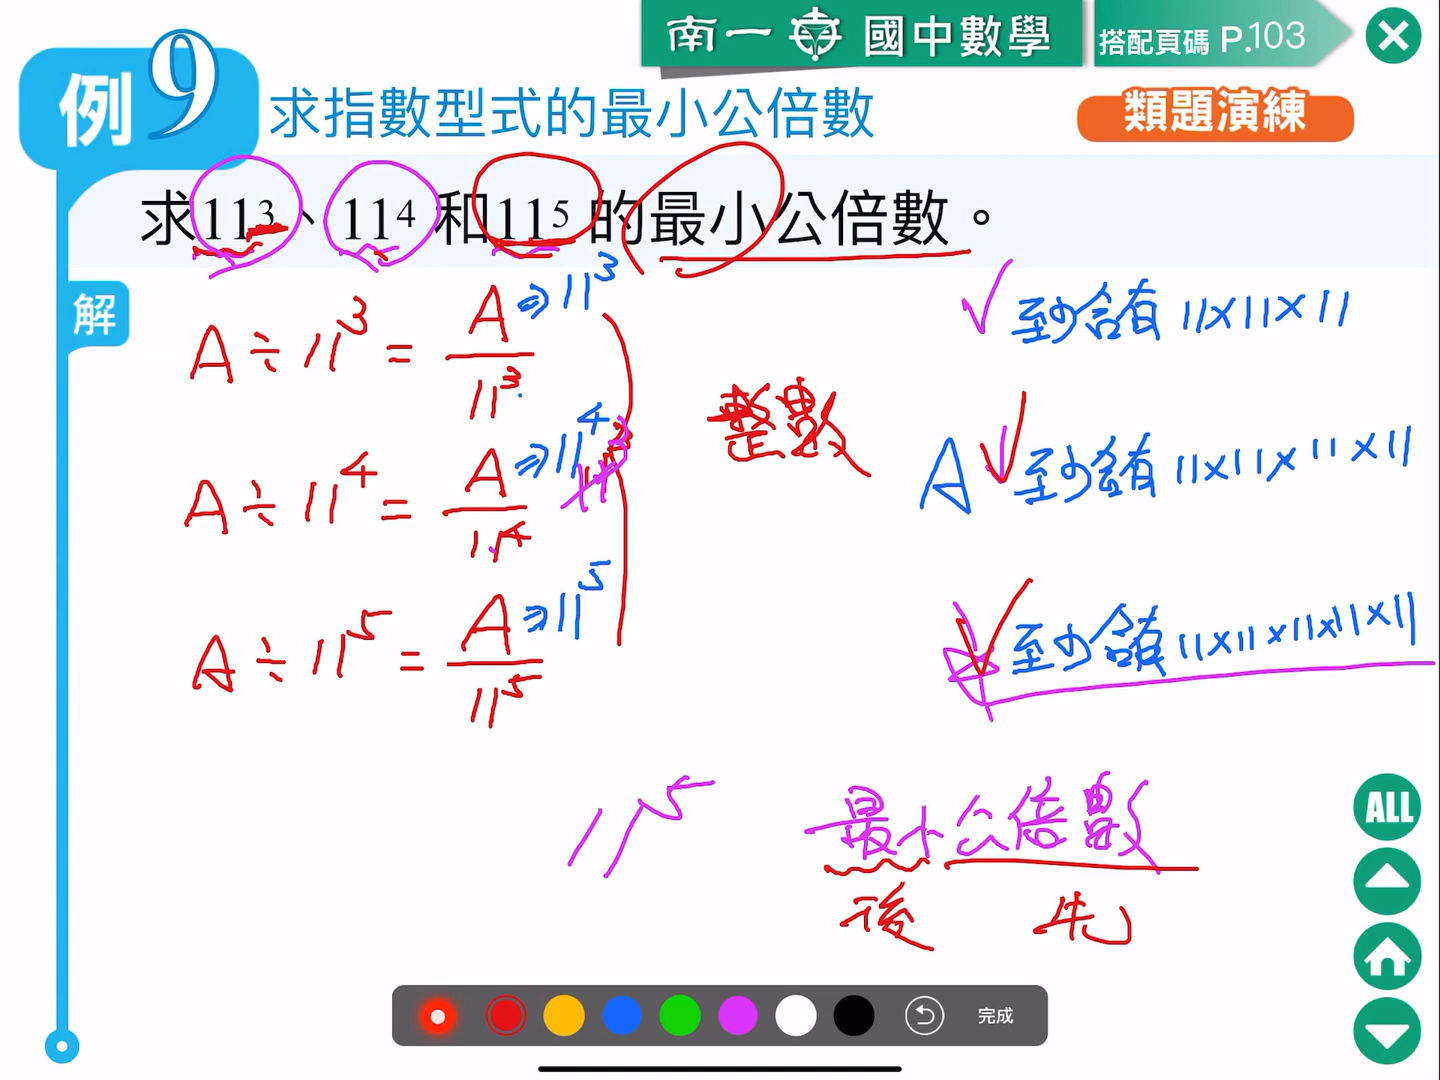 南一 國中數學
搭配頁碼 P.103
例9 求指數型式的最小公倍數
類題演練
求11³、11⁴和11⁵的最小公倍數。
解
A÷11³=A/11³ ⇒11³
至少含有 11×11×11
整數
A÷11⁴=A/11⁴ ⇒11⁴
A 至少含有 11×11×11×11
A÷11⁵=A/11⁵ ⇒11⁵
至少含有 11×11×11×11×11
11⁵
最小公倍數
後 先
ALL
完成